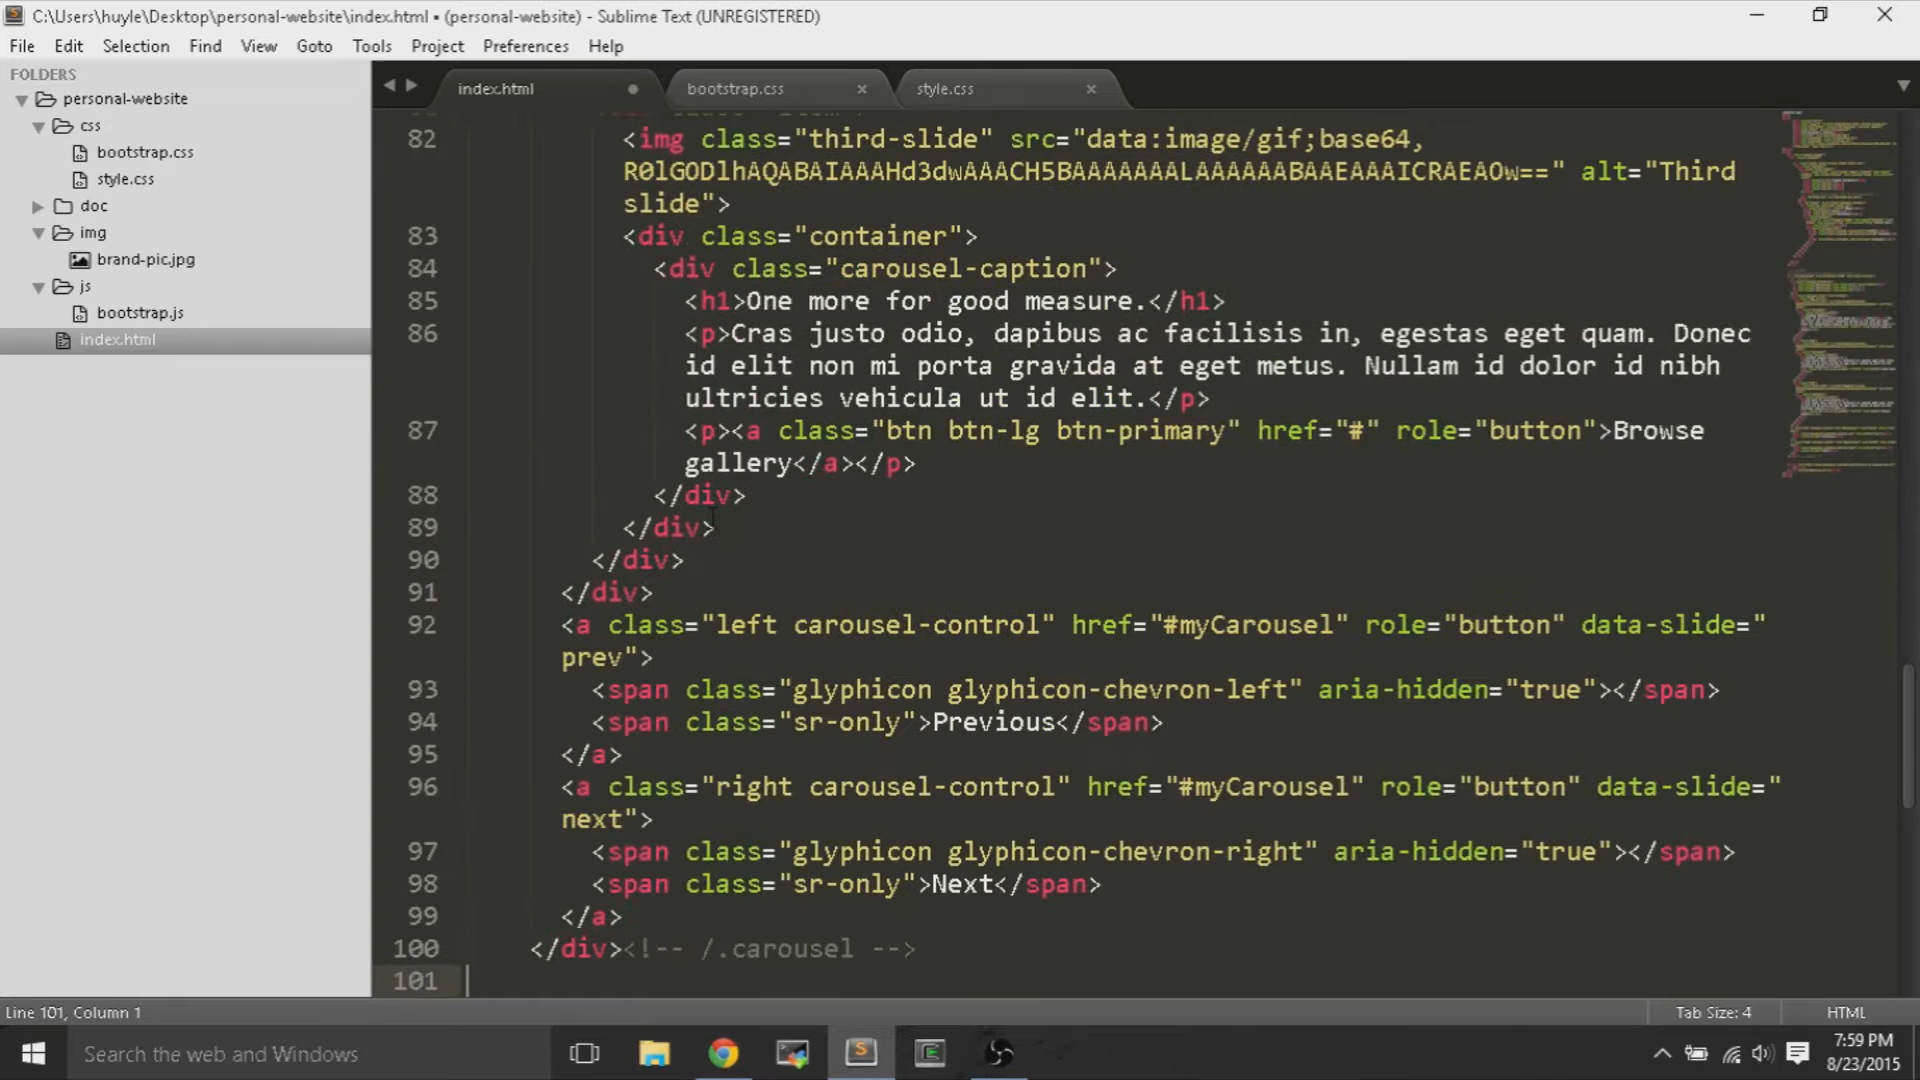 C:\Users\huyle\Desktop\personal-website\index.html • (personal-website) - Sublime Text (UNREGISTERED)
File Edit Selection Find View Goto Tools Project Preferences Help
FOLDERS
personal-website
css
bootstrap.css
style.css
doc
img
brand-pic.jpg
js
bootstrap.js
index.html
index.html bootstrap.css style.css
82 <img class="third-slide" src="data:image/gif;base64,
R0lGODlhAQABAIAAAHd3dwAAACH5BAAAAAAALAAAAAABAAEAAAICRAEAOw==" alt="Third
slide">
83 <div class="container">
84 <div class="carousel-caption">
85 <h1>One more for good measure.</h1>
86 <p>Cras justo odio, dapibus ac facilisis in, egestas eget quam. Donec
id elit non mi porta gravida at eget metus. Nullam id dolor id nibh
ultricies vehicula ut id elit.</p>
87 <p><a class="btn btn-lg btn-primary" href="#" role="button">Browse
gallery</a></p>
88 </div>
89 </div>
90 </div>
91 </div>
92 <a class="left carousel-control" href="#myCarousel" role="button" data-slide="
prev">
93 <span class="glyphicon glyphicon-chevron-left" aria-hidden="true"></span>
94 <span class="sr-only">Previous</span>
95 </a>
96 <a class="right carousel-control" href="#myCarousel" role="button" data-slide="
next">
97 <span class="glyphicon glyphicon-chevron-right" aria-hidden="true"></span>
98 <span class="sr-only">Next</span>
99 </a>
100 </div><!-- /.carousel -->
101
Line 101, Column 1 Tab Size: 4 HTML
Search the web and Windows
7:59 PM
8/23/2015